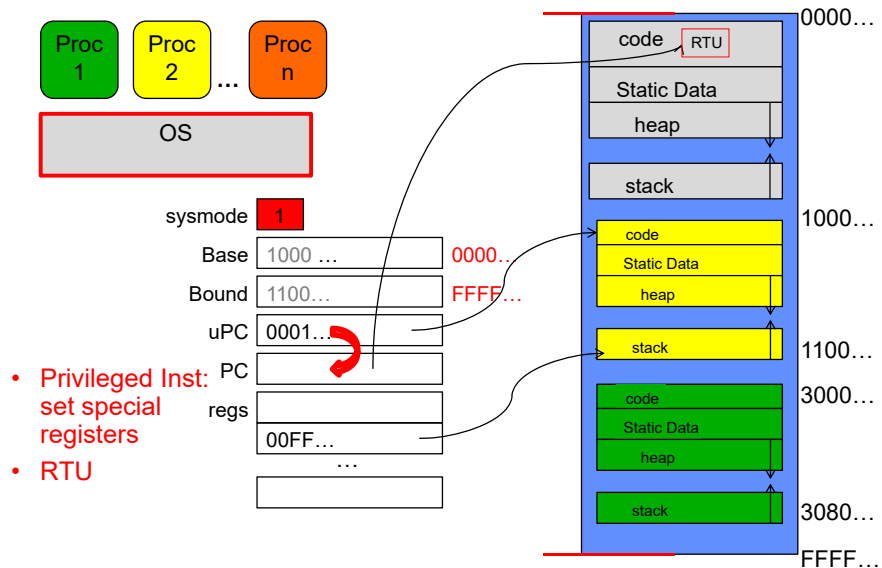 Proc
1
Proc
2
...
Proc
n
OS
sysmode
1
Base
1000 ...
0000...
Bound
1100...
FFFF...
uPC
0001...
PC
regs
00FF...
...
• Privileged Inst:
set special
registers
• RTU
code
RTU
Static Data
heap
stack
code
Static Data
heap
stack
code
Static Data
heap
stack
0000...
1000...
1100...
3000...
3080...
FFFF...